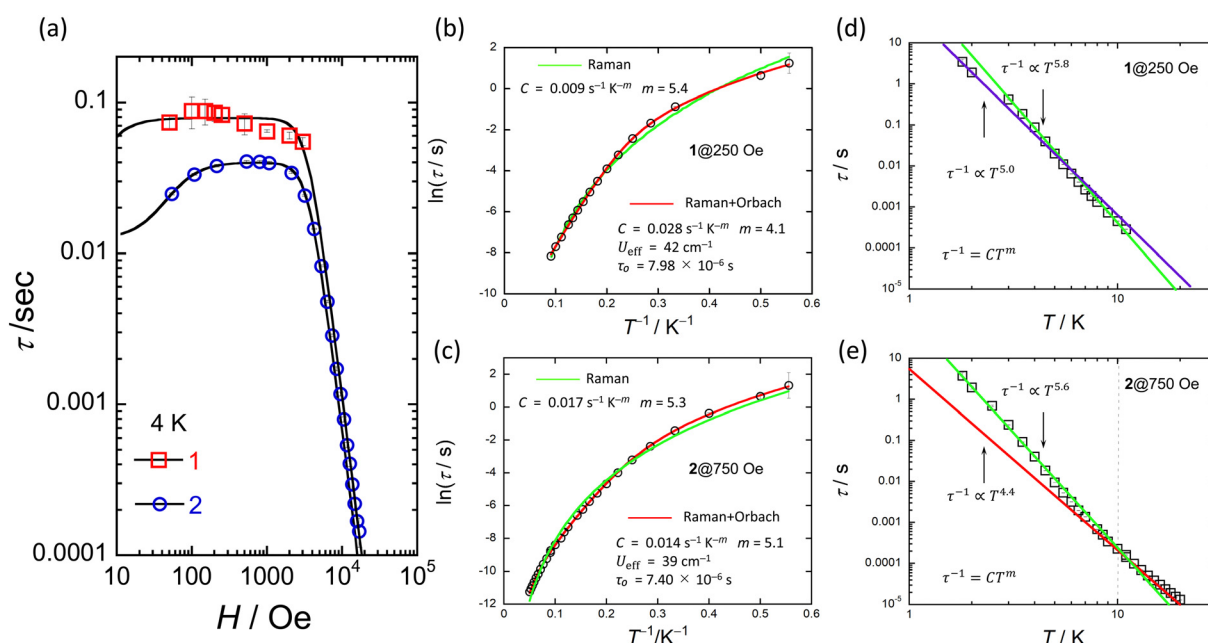 (a)
0.1
0.01
0.001
0.0001
τ /sec
4 K
1
2
10
100
1000
10⁴
10⁵
H / Oe
(b)
2
0
-2
-4
-6
-8
-10
ln(τ / s)
Raman
C = 0.009 s⁻¹ K⁻ᵐ m = 5.4
1@250 Oe
Raman+Orbach
C = 0.028 s⁻¹ K⁻ᵐ m = 4.1
U_eff = 42 cm⁻¹
τₒ = 7.98 × 10⁻⁶ s
0
0.1
0.2
0.3
0.4
0.5
0.6
T⁻¹ / K⁻¹
(c)
2
0
-2
-4
-6
-8
-10
-12
ln(τ / s)
Raman
C = 0.017 s⁻¹ K⁻ᵐ m = 5.3
2@750 Oe
Raman+Orbach
C = 0.014 s⁻¹ K⁻ᵐ m = 5.1
U_eff = 39 cm⁻¹
τₒ = 7.40 × 10⁻⁶ s
0
0.1
0.2
0.3
0.4
0.5
0.6
T⁻¹/K⁻¹
(d)
10
1
0.1
0.01
0.001
0.0001
10⁻⁵
τ / s
1@250 Oe
τ⁻¹ ∝ T⁵·⁸
τ⁻¹ ∝ T⁵·⁰
τ⁻¹ = CTᵐ
1
10
T / K
(e)
10
1
0.1
0.01
0.001
0.0001
10⁻⁵
τ / s
2@750 Oe
τ⁻¹ ∝ T⁵·⁶
τ⁻¹ ∝ T⁴·⁴
τ⁻¹ = CTᵐ
1
10
T / K